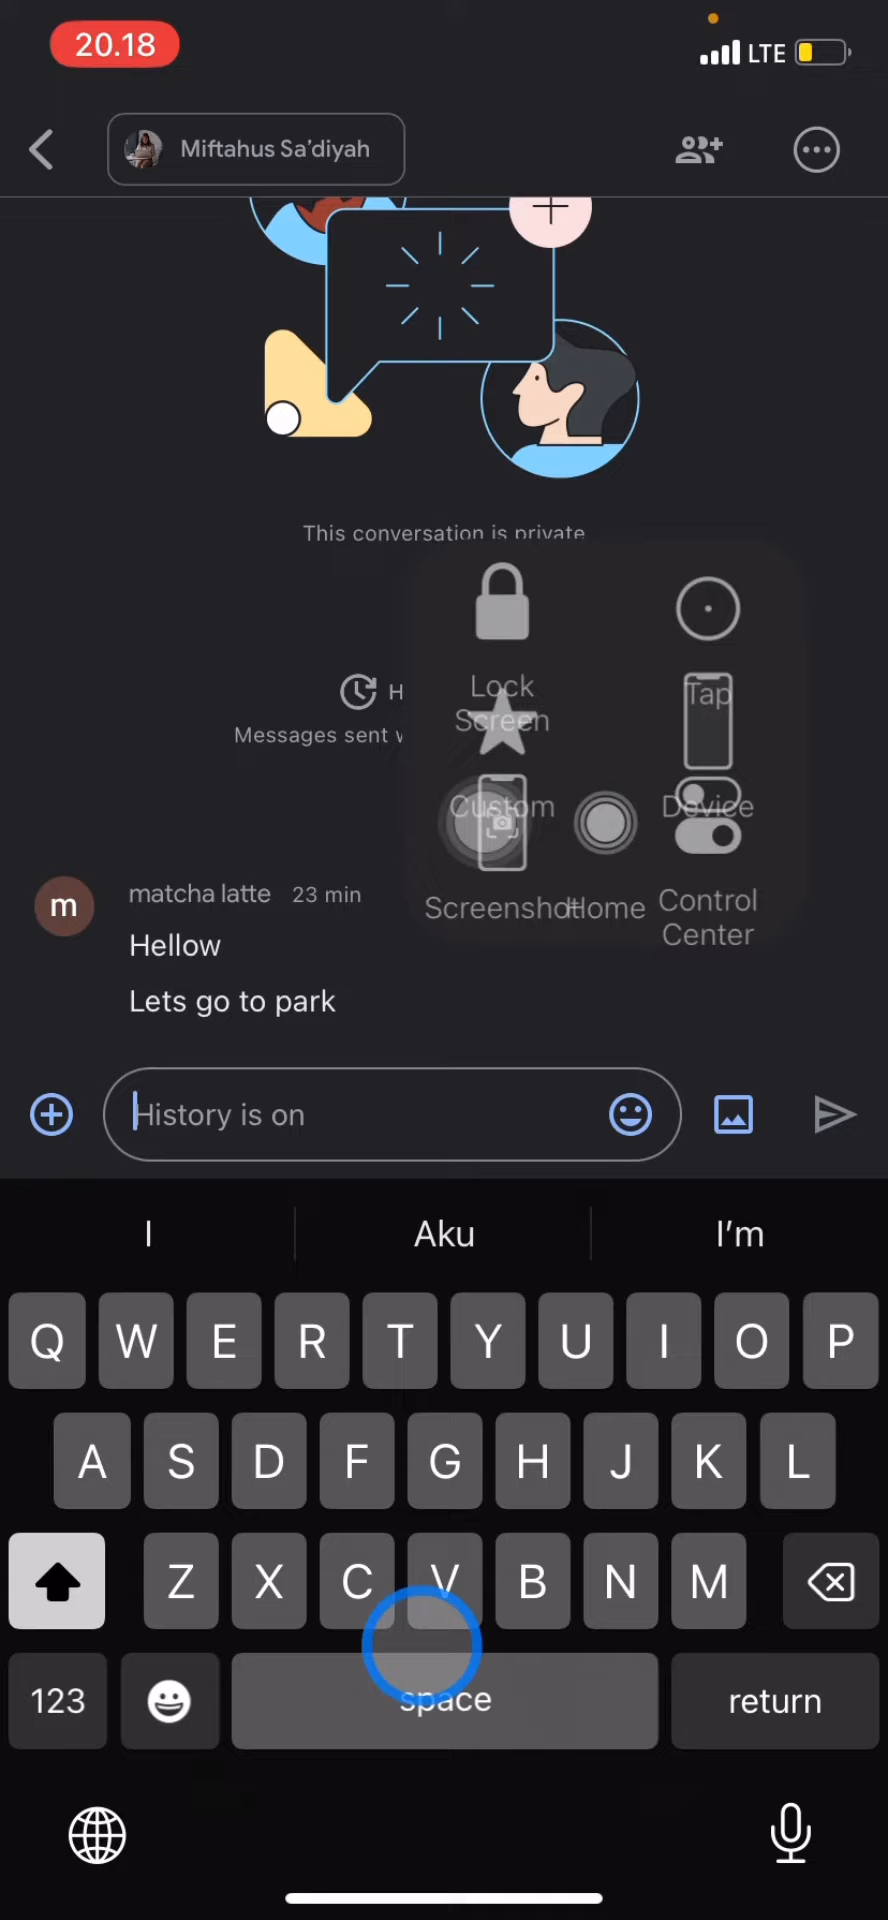 20.18
LTE
Miftahus Sa'diyah
This conversation is private
H
Messages sent w
Lock
Screen
Tap
Custom
Device
Screenshot
Home
Control
Center
m
matcha latte 23 min
Hellow
Lets go to park
History is on
I Aku I'm
Q W E R T Y U I O P
A S D F G H J K L
Z X C V B N M
123 space return